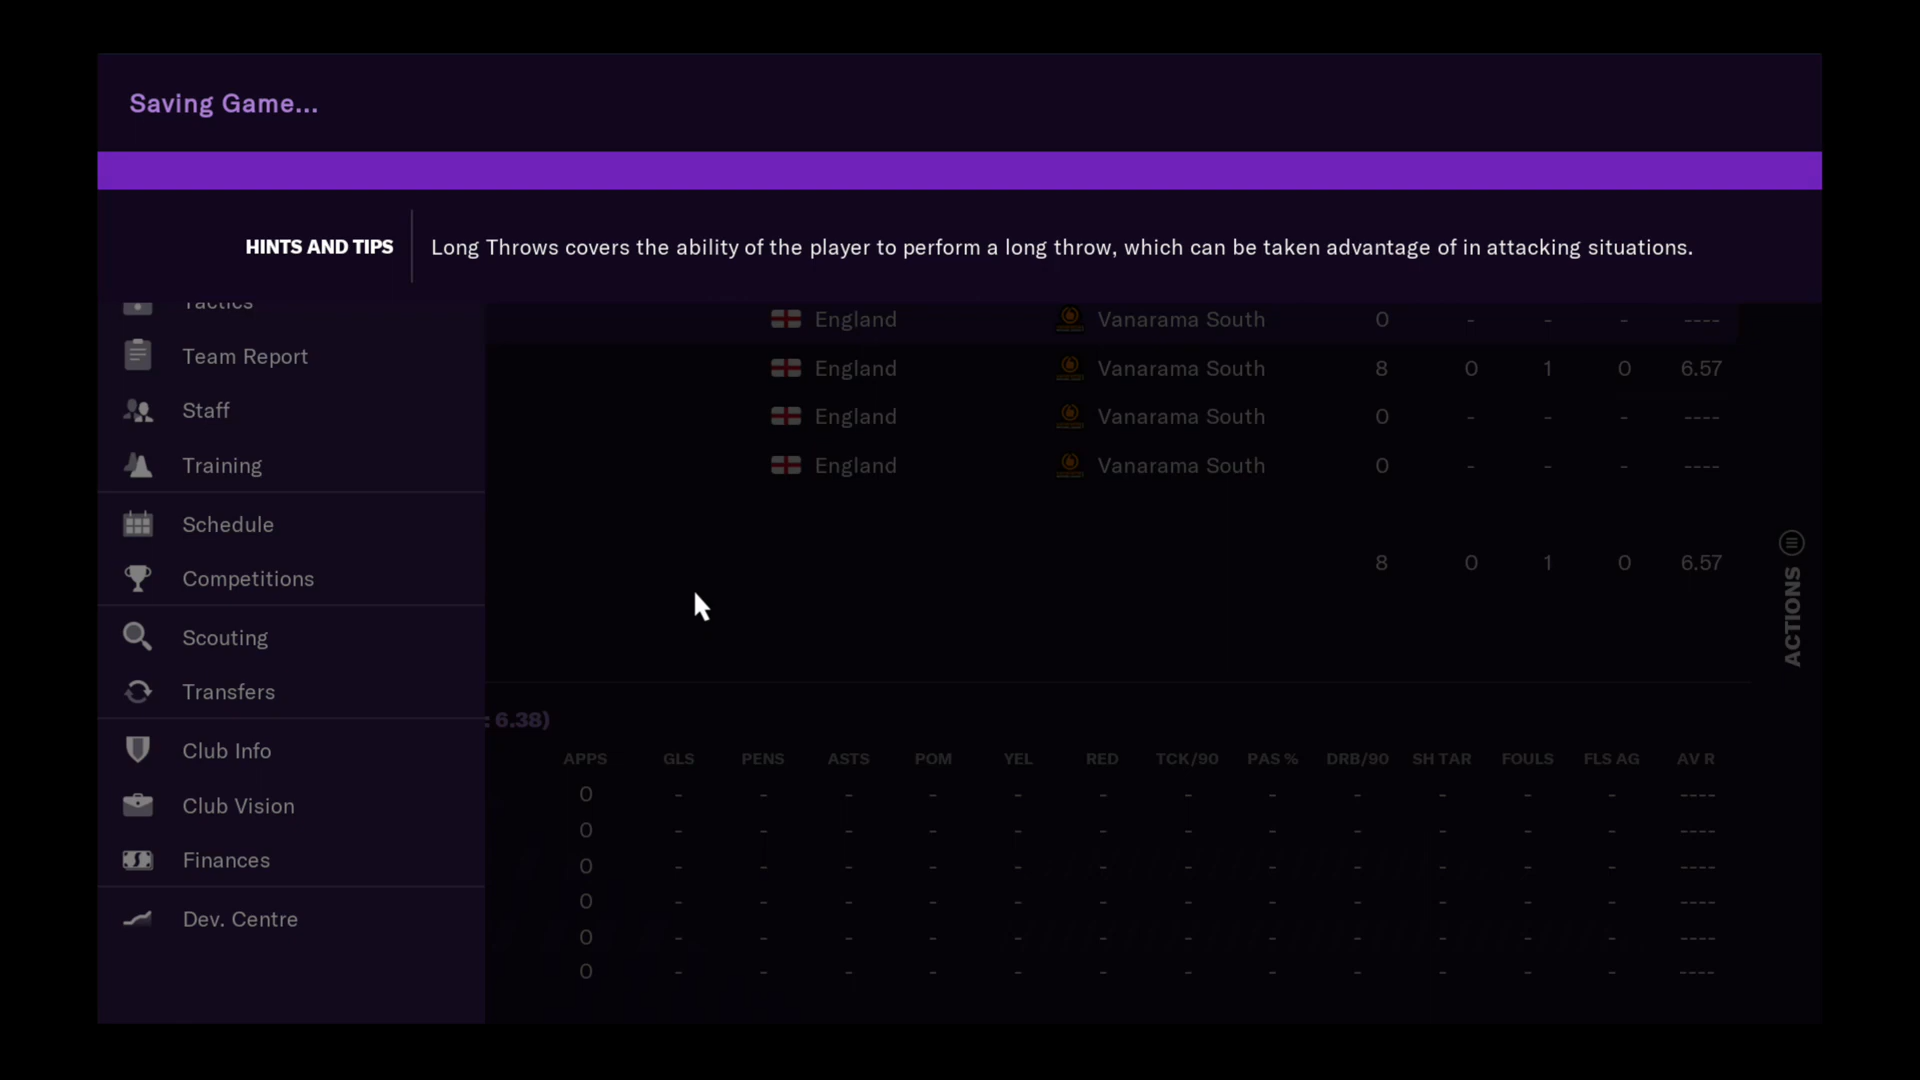 Saving Game...
HINTS AND TIPS
Long Throws covers the ability of the player to perform a long throw, which can be taken advantage of in attacking situations.
Tactics
England Vanarama South 0 - - - ----
Team Report
England Vanarama South 8 0 1 0 6.57
Staff
England Vanarama South 0 - - - ----
Training
England Vanarama South 0 - - - ----
Schedule
Competitions
8 0 1 0 6.57
ACTIONS
Scouting
Transfers
: 6.38)
Club Info
APPS GLS PENS ASTS POM YEL RED TCK/90 PAS % DRB/90 SH TAR FOULS FLS AG AV R
Club Vision
0 - - - - - - - - - - - - ----
0 - - - - - - - - - - - - ----
Finances
0 - - - - - - - - - - - - ----
0 - - - - - - - - - - - - ----
Dev. Centre
0 - - - - - - - - - - - - ----
0 - - - - - - - - - - - - ----